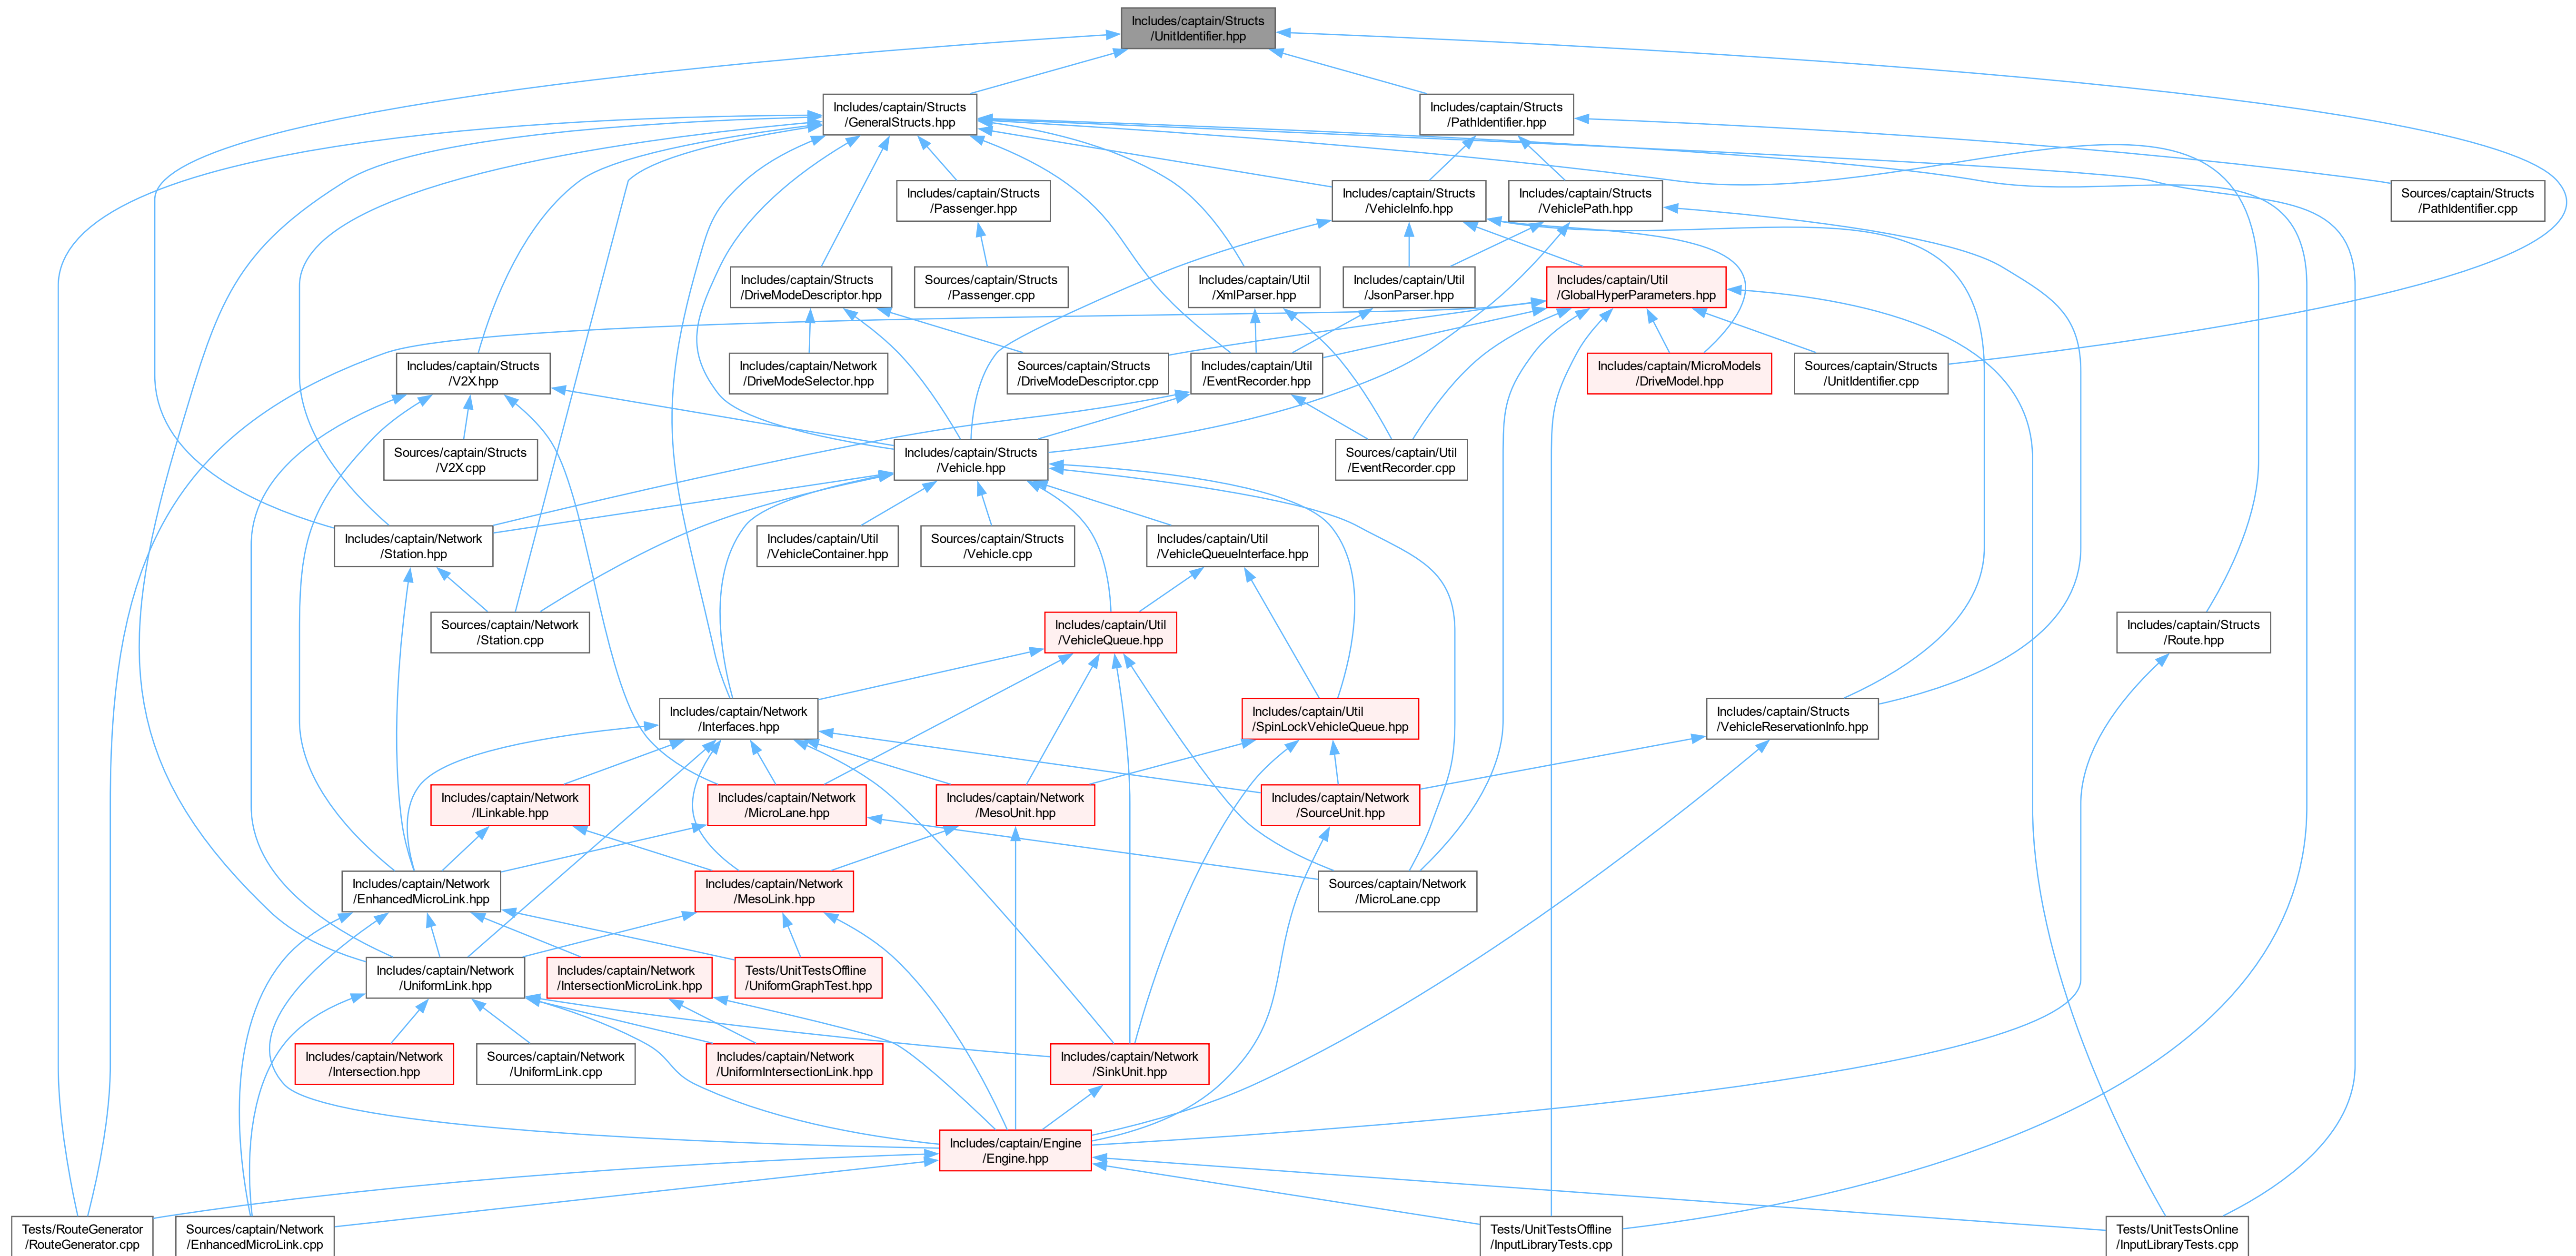 Includes/captain/Structs
/UnitIdentifier.hpp
Includes/captain/Structs
/GeneralStructs.hpp
Includes/captain/Structs
/PathIdentifier.hpp
Includes/captain/Structs
/Passenger.hpp
Includes/captain/Structs
/VehicleInfo.hpp
Includes/captain/Structs
/VehiclePath.hpp
Sources/captain/Structs
/PathIdentifier.cpp
Includes/captain/Structs
/DriveModeDescriptor.hpp
Sources/captain/Structs
/Passenger.cpp
Includes/captain/Util
/XmlParser.hpp
Includes/captain/Util
/JsonParser.hpp
Includes/captain/Util
/GlobalHyperParameters.hpp
Includes/captain/Structs
/V2X.hpp
Includes/captain/Network
/DriveModeSelector.hpp
Sources/captain/Structs
/DriveModeDescriptor.cpp
Includes/captain/Util
/EventRecorder.hpp
Includes/captain/MicroModels
/DriveModel.hpp
Sources/captain/Structs
/UnitIdentifier.cpp
Sources/captain/Structs
/V2X.cpp
Includes/captain/Structs
/Vehicle.hpp
Sources/captain/Util
/EventRecorder.cpp
Includes/captain/Network
/Station.hpp
Includes/captain/Util
/VehicleContainer.hpp
Sources/captain/Structs
/Vehicle.cpp
Includes/captain/Util
/VehicleQueueInterface.hpp
Sources/captain/Network
/Station.cpp
Includes/captain/Util
/VehicleQueue.hpp
Includes/captain/Structs
/Route.hpp
Includes/captain/Network
/Interfaces.hpp
Includes/captain/Util
/SpinLockVehicleQueue.hpp
Includes/captain/Structs
/VehicleReservationInfo.hpp
Includes/captain/Network
/ILinkable.hpp
Includes/captain/Network
/MicroLane.hpp
Includes/captain/Network
/MesoUnit.hpp
Includes/captain/Network
/SourceUnit.hpp
Includes/captain/Network
/EnhancedMicroLink.hpp
Includes/captain/Network
/MesoLink.hpp
Sources/captain/Network
/MicroLane.cpp
Includes/captain/Network
/UniformLink.hpp
Includes/captain/Network
/IntersectionMicroLink.hpp
Tests/UnitTestsOffline
/UniformGraphTest.hpp
Includes/captain/Network
/Intersection.hpp
Sources/captain/Network
/UniformLink.cpp
Includes/captain/Network
/UniformIntersectionLink.hpp
Includes/captain/Network
/SinkUnit.hpp
Includes/captain/Engine
/Engine.hpp
Tests/RouteGenerator
/RouteGenerator.cpp
Sources/captain/Network
/EnhancedMicroLink.cpp
Tests/UnitTestsOffline
/InputLibraryTests.cpp
Tests/UnitTestsOnline
/InputLibraryTests.cpp